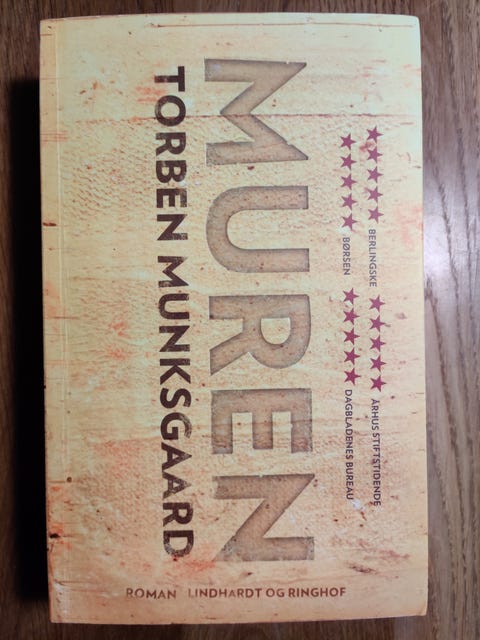 BERLINGSKE ÅRHUS STIFTSTIDENDE
BØRSEN DAGBLADENES BUREAU
MUREN
TORBEN MUNKSGAARD
ROMAN LINDHARDT OG RINGHOF